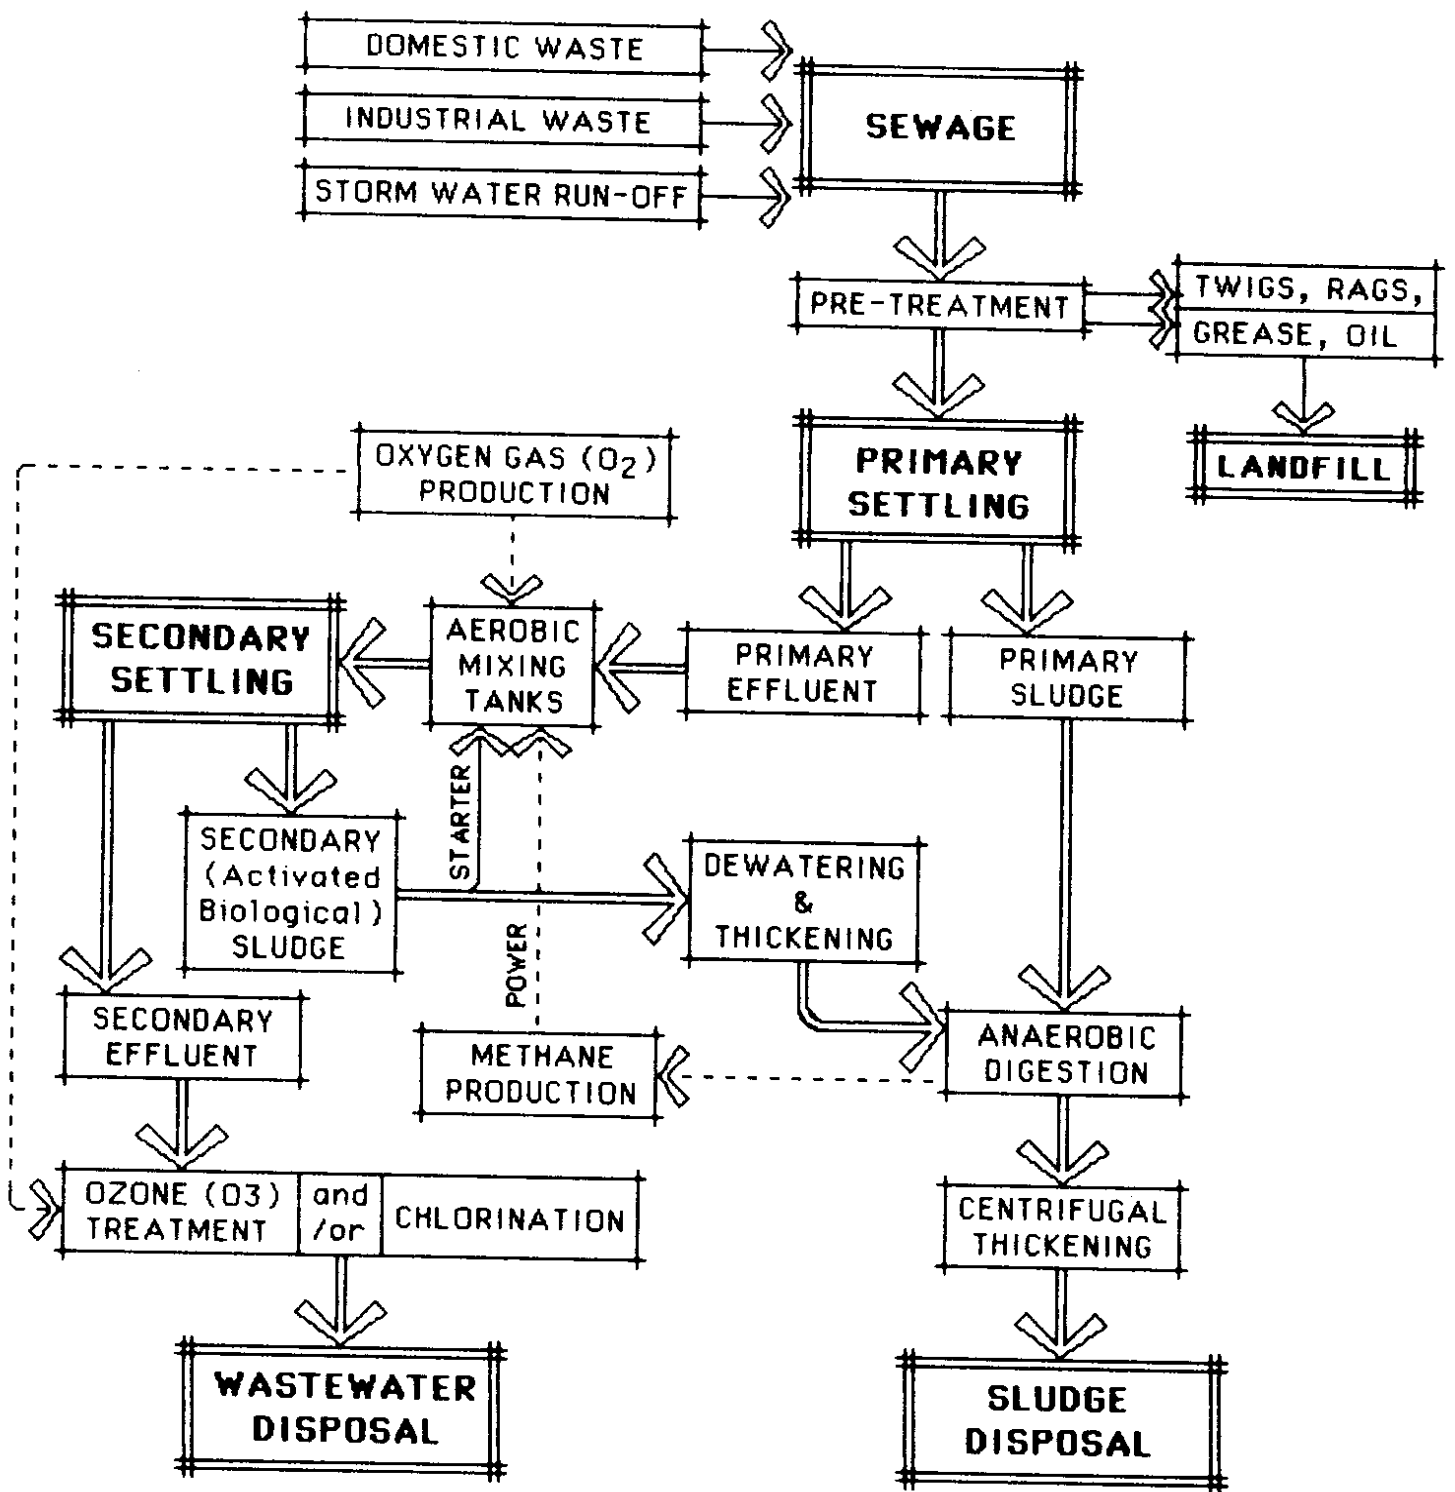 DOMESTIC WASTE
INDUSTRIAL WASTE
STORM WATER RUN-OFF
SEWAGE
PRE-TREATMENT
TWIGS, RAGS,
GREASE, OIL
LANDFILL
PRIMARY
SETTLING
OXYGEN GAS (O2)
PRODUCTION
SECONDARY
SETTLING
AEROBIC
MIXING
TANKS
PRIMARY
EFFLUENT
PRIMARY
SLUDGE
STARTER
SECONDARY
(Activated
Biological)
SLUDGE
DEWATERING
&
THICKENING
POWER
SECONDARY
EFFLUENT
METHANE
PRODUCTION
ANAEROBIC
DIGESTION
OZONE (O3)
TREATMENT
and
/or
CHLORINATION
CENTRIFUGAL
THICKENING
WASTEWATER
DISPOSAL
SLUDGE
DISPOSAL